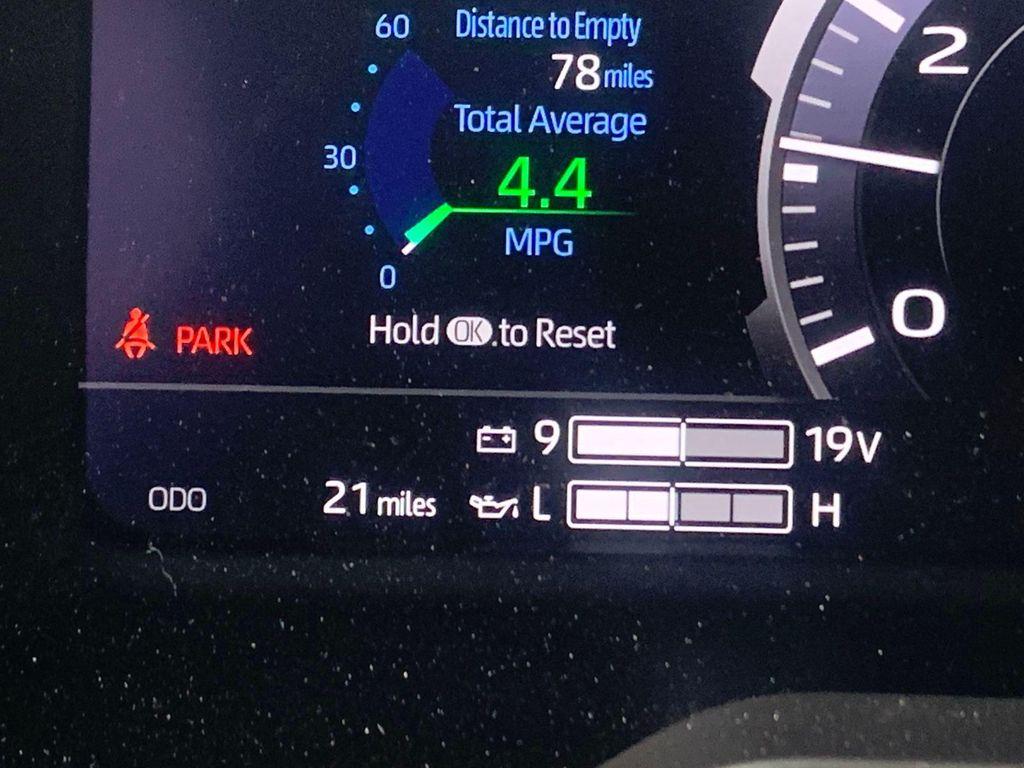 60
Distance to Empty
78 miles
Total Average
30
4.4
MPG
0
Hold OK to Reset
PARK
2
0
9 19V
ODO 21 miles L H